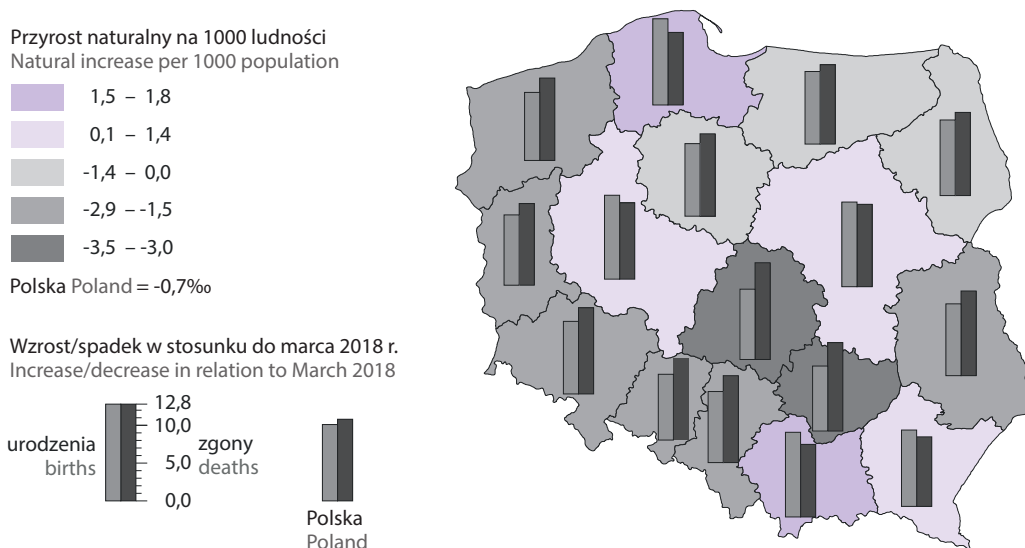 Przyrost naturalny na 1000 ludności
Natural increase per 1000 population
1,5 – 1,8
0,1 – 1,4
-1,4 – 0,0
-2,9 – -1,5
-3,5 – -3,0
Polska Poland = -0,7‰
Wzrost/spadek w stosunku do marca 2018 r.
Increase/decrease in relation to March 2018
12,8
10,0
5,0
0,0
urodzenia
births
zgony
deaths
Polska
Poland